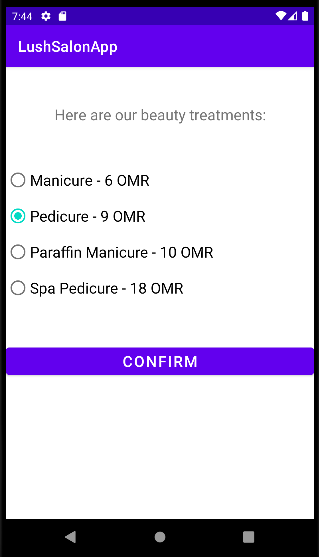 7:44
LushSalonApp
Here are our beauty treatments:
Manicure - 6 OMR
Pedicure - 9 OMR
Paraffin Manicure - 10 OMR
Spa Pedicure - 18 OMR
CONFIRM